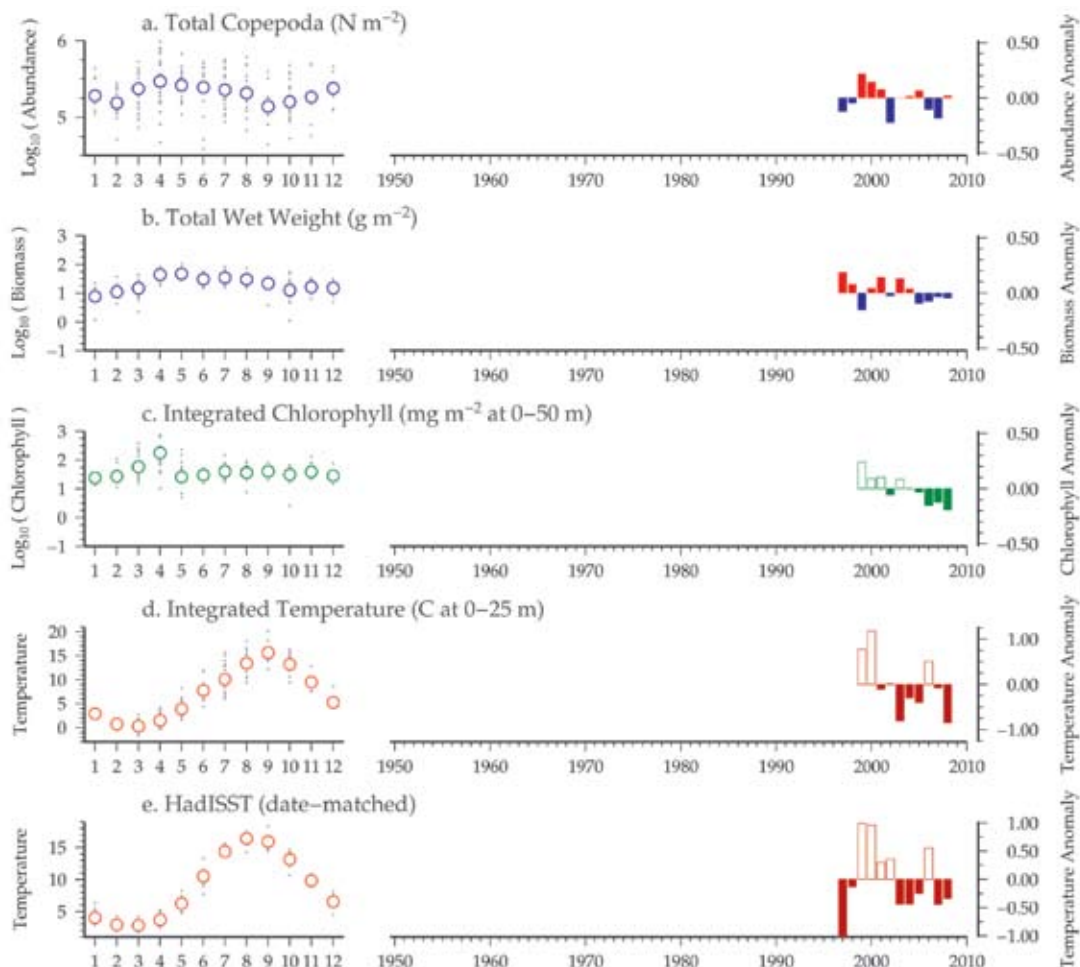 a. Total Copepoda (N m⁻²)
Log₁₀ ( Abundance )
6
5
0.50
0.00
−0.50
Abundance Anomaly
1 2 3 4 5 6 7 8 9 10 11 12 1950 1960 1970 1980 1990 2000 2010
b. Total Wet Weight (g m⁻²)
Log₁₀ ( Biomass )
3
2
1
0
−1
0.50
0.00
−0.50
Biomass Anomaly
1 2 3 4 5 6 7 8 9 10 11 12 1950 1960 1970 1980 1990 2000 2010
c. Integrated Chlorophyll (mg m⁻² at 0–50 m)
Log₁₀ ( Chlorophyll )
3
2
1
0
−1
0.50
0.00
−0.50
Chlorophyll Anomaly
1 2 3 4 5 6 7 8 9 10 11 12 1950 1960 1970 1980 1990 2000 2010
d. Integrated Temperature (C at 0–25 m)
Temperature
20
15
10
5
0
1.00
0.00
−1.00
Temperature Anomaly
1 2 3 4 5 6 7 8 9 10 11 12 1950 1960 1970 1980 1990 2000 2010
e. HadISST (date–matched)
Temperature
15
10
5
1.00
0.50
0.00
−0.50
−1.00
Temperature Anomaly
1 2 3 4 5 6 7 8 9 10 11 12 1950 1960 1970 1980 1990 2000 2010